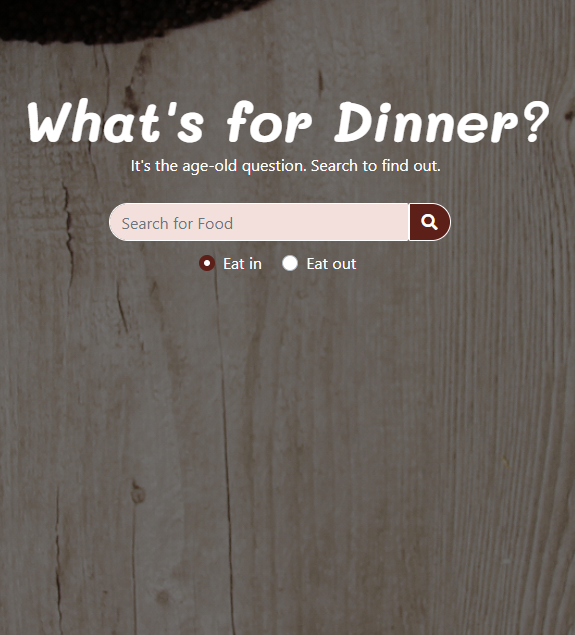 What's for Dinner?
It's the age-old question. Search to find out.
Search for Food
Eat in Eat out